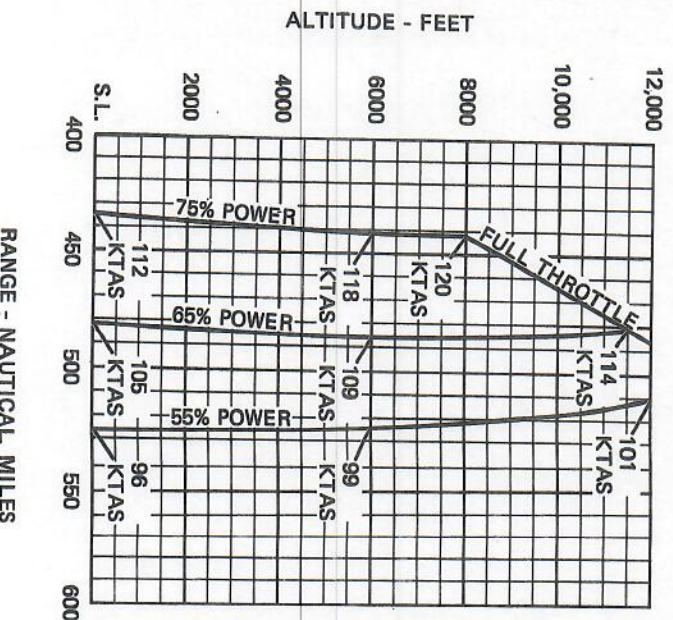 ALTITUDE - FEET
S.L.
2000
4000
6000
8000
10,000
12,000
400
450
500
550
600
75% POWER
FULL THROTTLE
112
KTAS
118
KTAS
120
KTAS
65% POWER
105
KTAS
109
KTAS
114
KTAS
55% POWER
96
KTAS
99
KTAS
101
KTAS
RANGE - NAUTICAL MILES